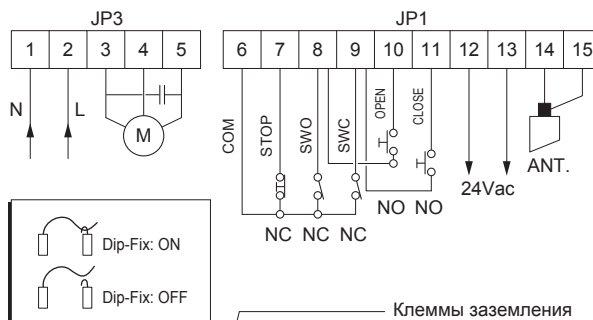 JP3
JP1
1 2 3 4 5
6 7 8 9 10 11 12 13 14 15
N L
M
COM STOP SWO SWC OPEN CLOSE
24Vac
ANT.
NO NO
NC NC NC
Dip-Fix: ON
Dip-Fix: OFF
Клеммы заземления